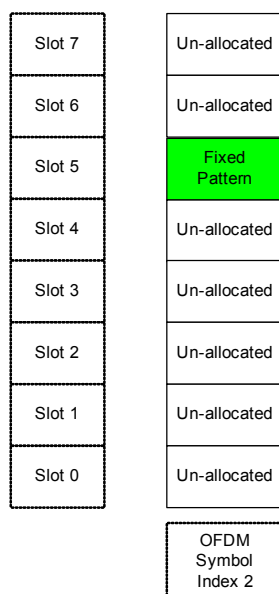 Slot 7
Un-allocated
Slot 6
Un-allocated
Slot 5
Fixed
Pattern
Slot 4
Un-allocated
Slot 3
Un-allocated
Slot 2
Un-allocated
Slot 1
Un-allocated
Slot 0
Un-allocated
OFDM
Symbol
Index 2